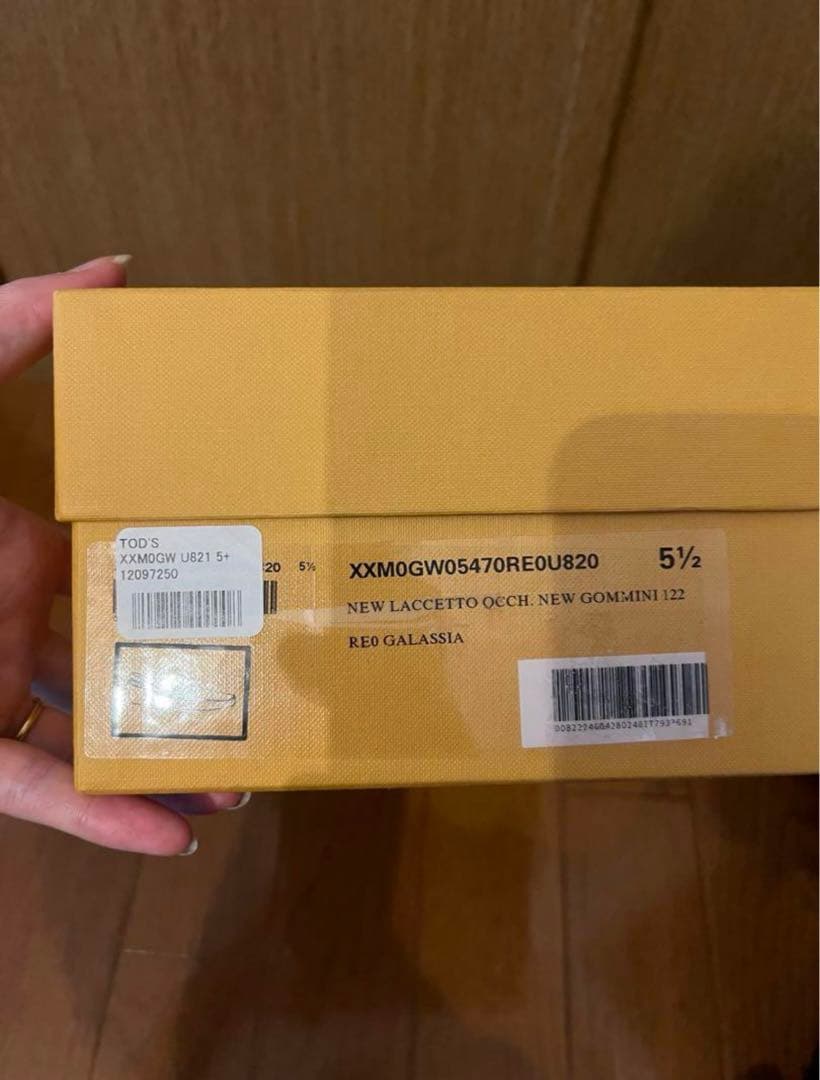 TOD'S
XXM0GW U821 5+
12097250
20 5½
XXM0GW05470RE0U820 5½
NEW LACCETTO OCCH. NEW GOMMINI 122
RE0 GALASSIA